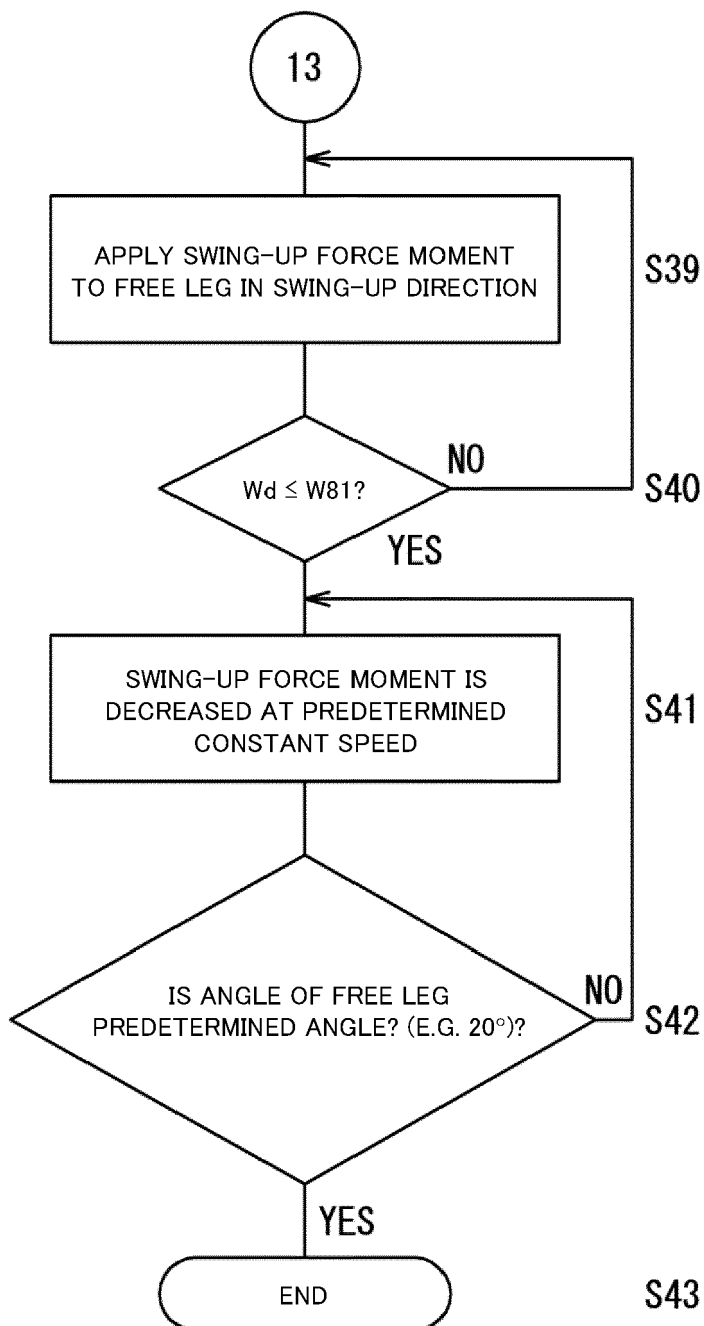 13
APPLY SWING-UP FORCE MOMENT
TO FREE LEG IN SWING-UP DIRECTION
S39
Wd ≦ W81?
NO
S40
YES
SWING-UP FORCE MOMENT IS
DECREASED AT PREDETERMINED
CONSTANT SPEED
S41
IS ANGLE OF FREE LEG
PREDETERMINED ANGLE? (E.G. 20°)?
NO
S42
YES
END
S43